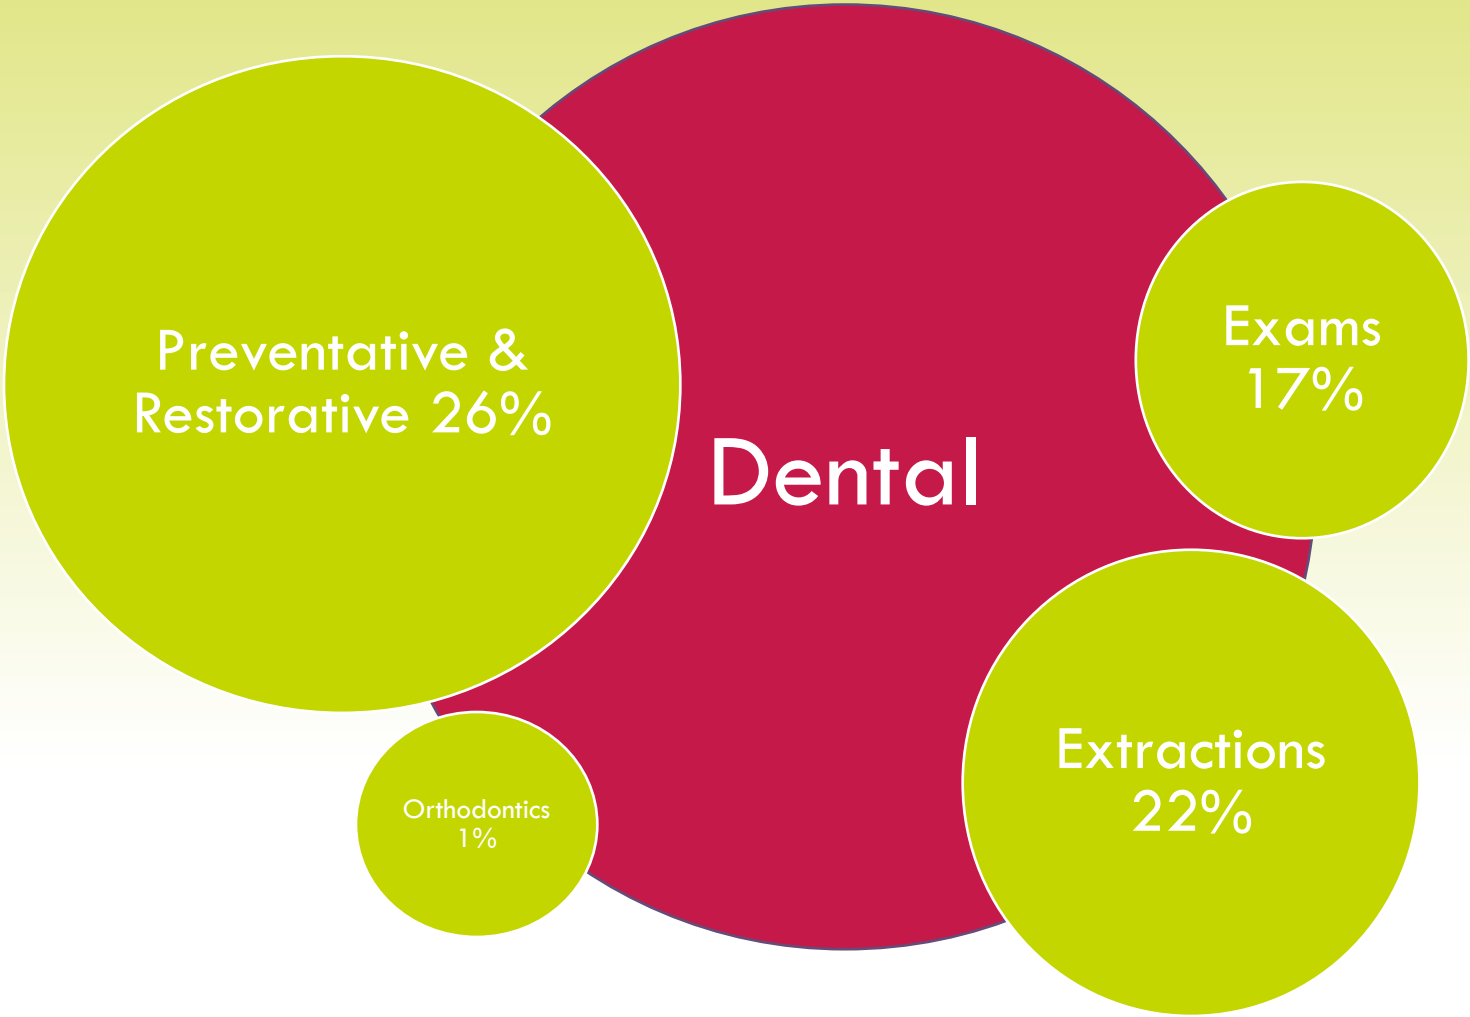 Preventative &
Restorative 26%
Dental
Exams
17%
Extractions
22%
Orthodontics
1%